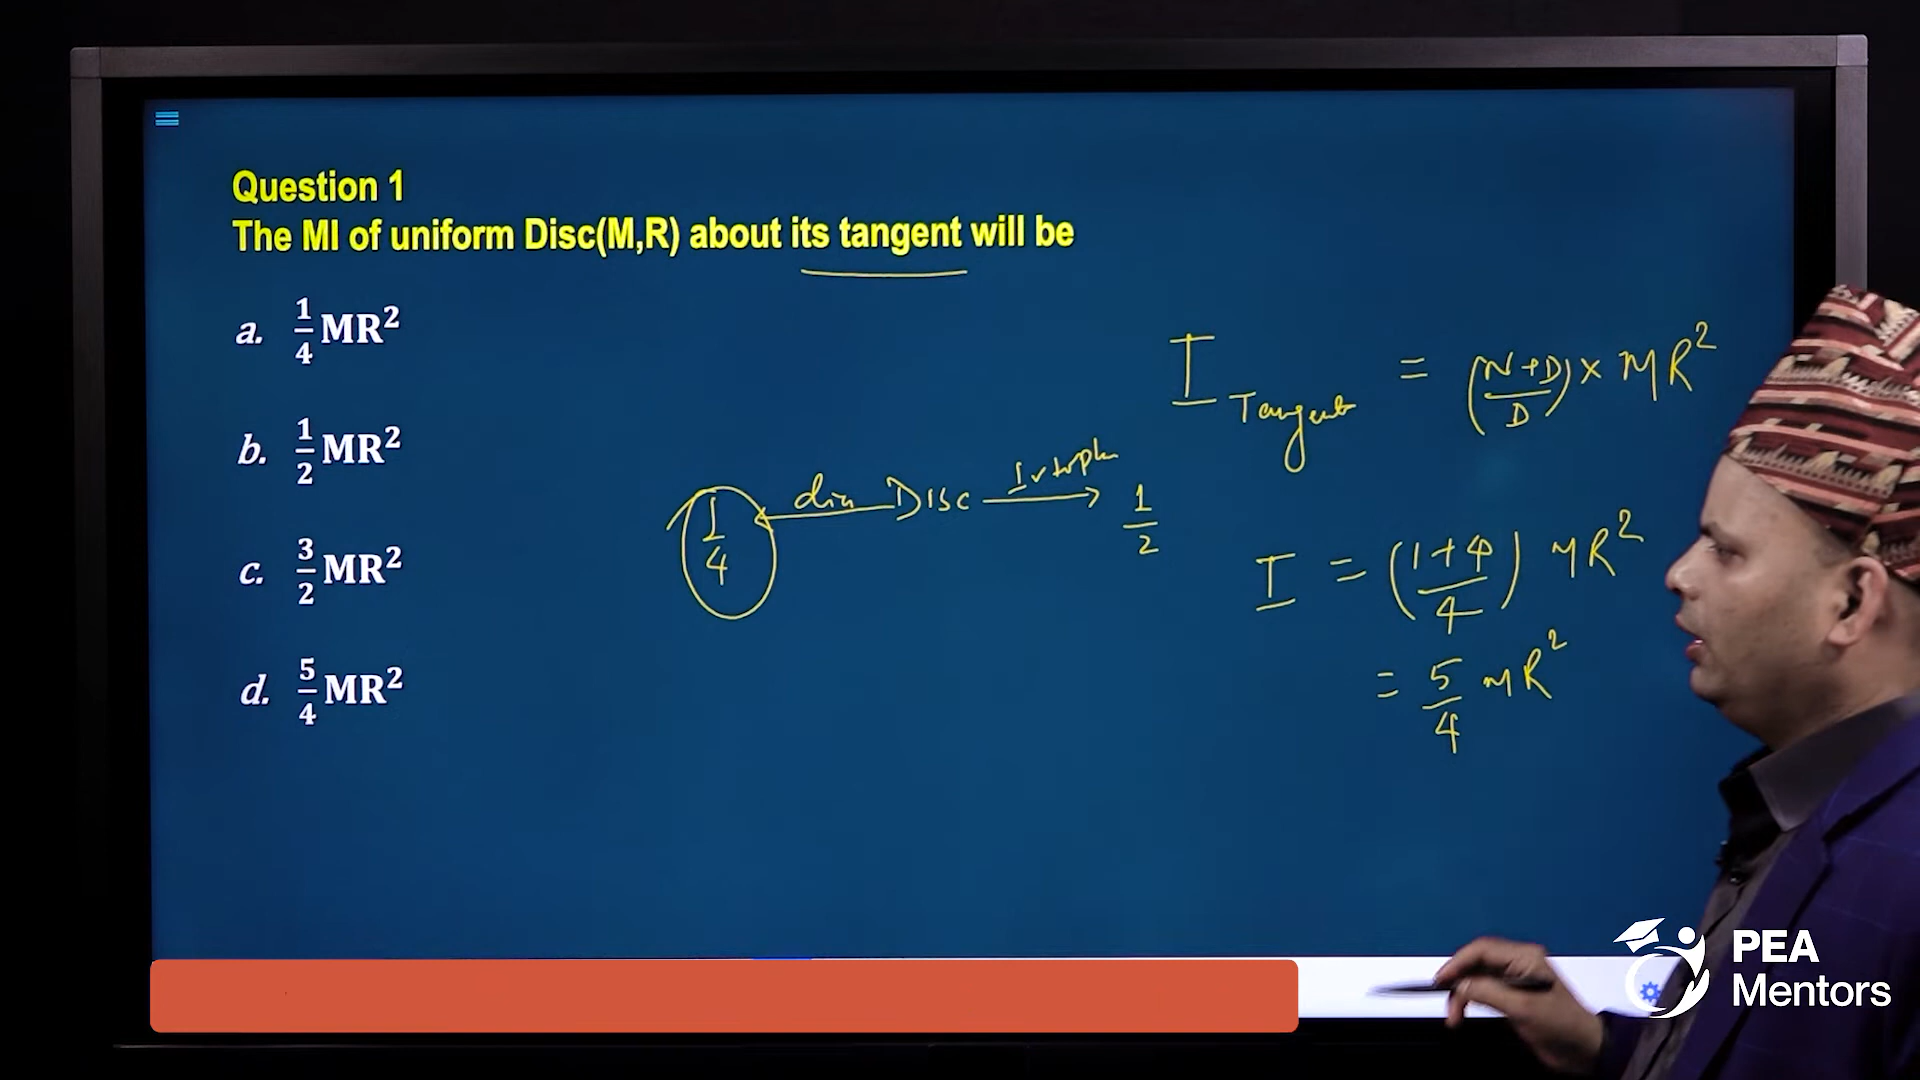 Question 1
The MI of uniform Disc(M,R) about its tangent will be
a. 1/4 MR²
b. 1/2 MR²
c. 3/2 MR²
d. 5/4 MR²
I Tangent = (N+D/D) × MR²
1/4 dia Disc 1/2
I = (1+4/4) MR²
= 5/4 MR²
PEA
Mentors